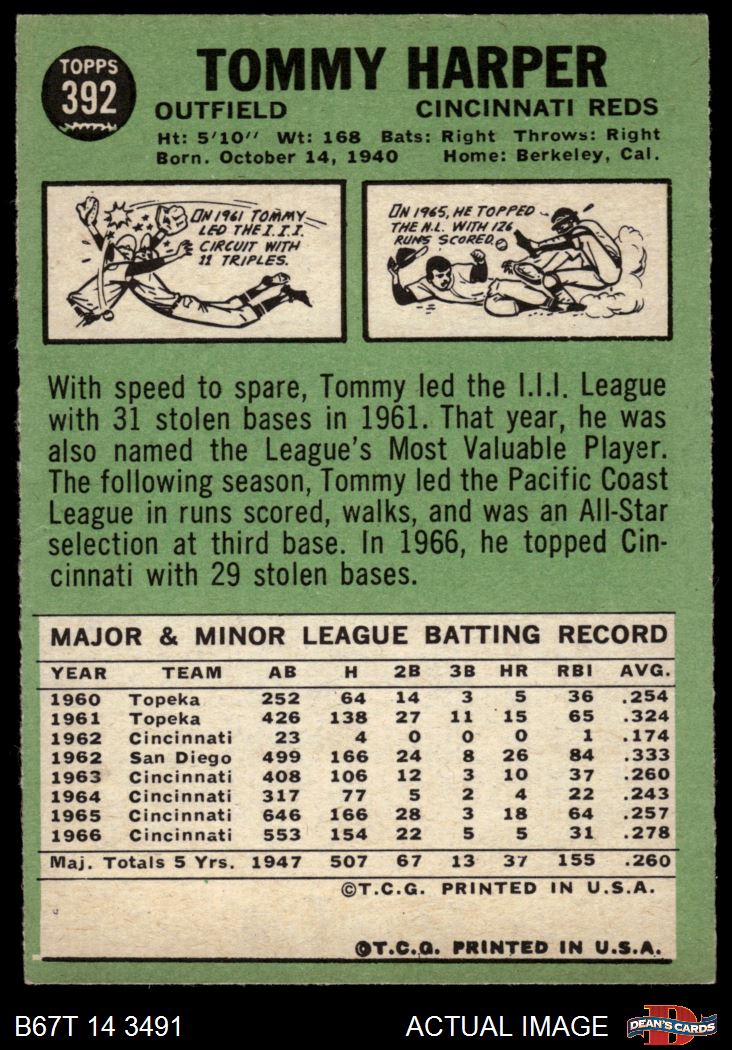 TOPPS
392
TOMMY HARPER
OUTFIELD CINCINNATI REDS
Ht: 5'10" Wt: 168 Bats: Right Throws: Right
Born. October 14, 1940 Home: Berkeley, Cal.
IN 1961 TOMMY
LED THE I.I.I.
CIRCUIT WITH
11 TRIPLES.
IN 1965, HE TOPPED
THE N.L. WITH 126
RUNS SCORED.
With speed to spare, Tommy led the I.I.I. League
with 31 stolen bases in 1961. That year, he was
also named the League's Most Valuable Player.
The following season, Tommy led the Pacific Coast
League in runs scored, walks, and was an All-Star
selection at third base. In 1966, he topped Cin-
cinnati with 29 stolen bases.
MAJOR & MINOR LEAGUE BATTING RECORD
YEAR TEAM AB H 2B 3B HR RBI AVG.
1960 Topeka 252 64 14 3 5 36 .254
1961 Topeka 426 138 27 11 15 65 .324
1962 Cincinnati 23 4 0 0 0 1 .174
1962 San Diego 499 166 24 8 26 84 .333
1963 Cincinnati 408 106 12 3 10 37 .260
1964 Cincinnati 317 77 5 2 4 22 .243
1965 Cincinnati 646 166 28 3 18 64 .257
1966 Cincinnati 553 154 22 5 5 31 .278
Maj. Totals 5 Yrs. 1947 507 67 13 37 155 .260
©T.C.G. PRINTED IN U.S.A.
©T.C.G. PRINTED IN U.S.A.
B67T 14 3491 ACTUAL IMAGE DEAN'S CARDS